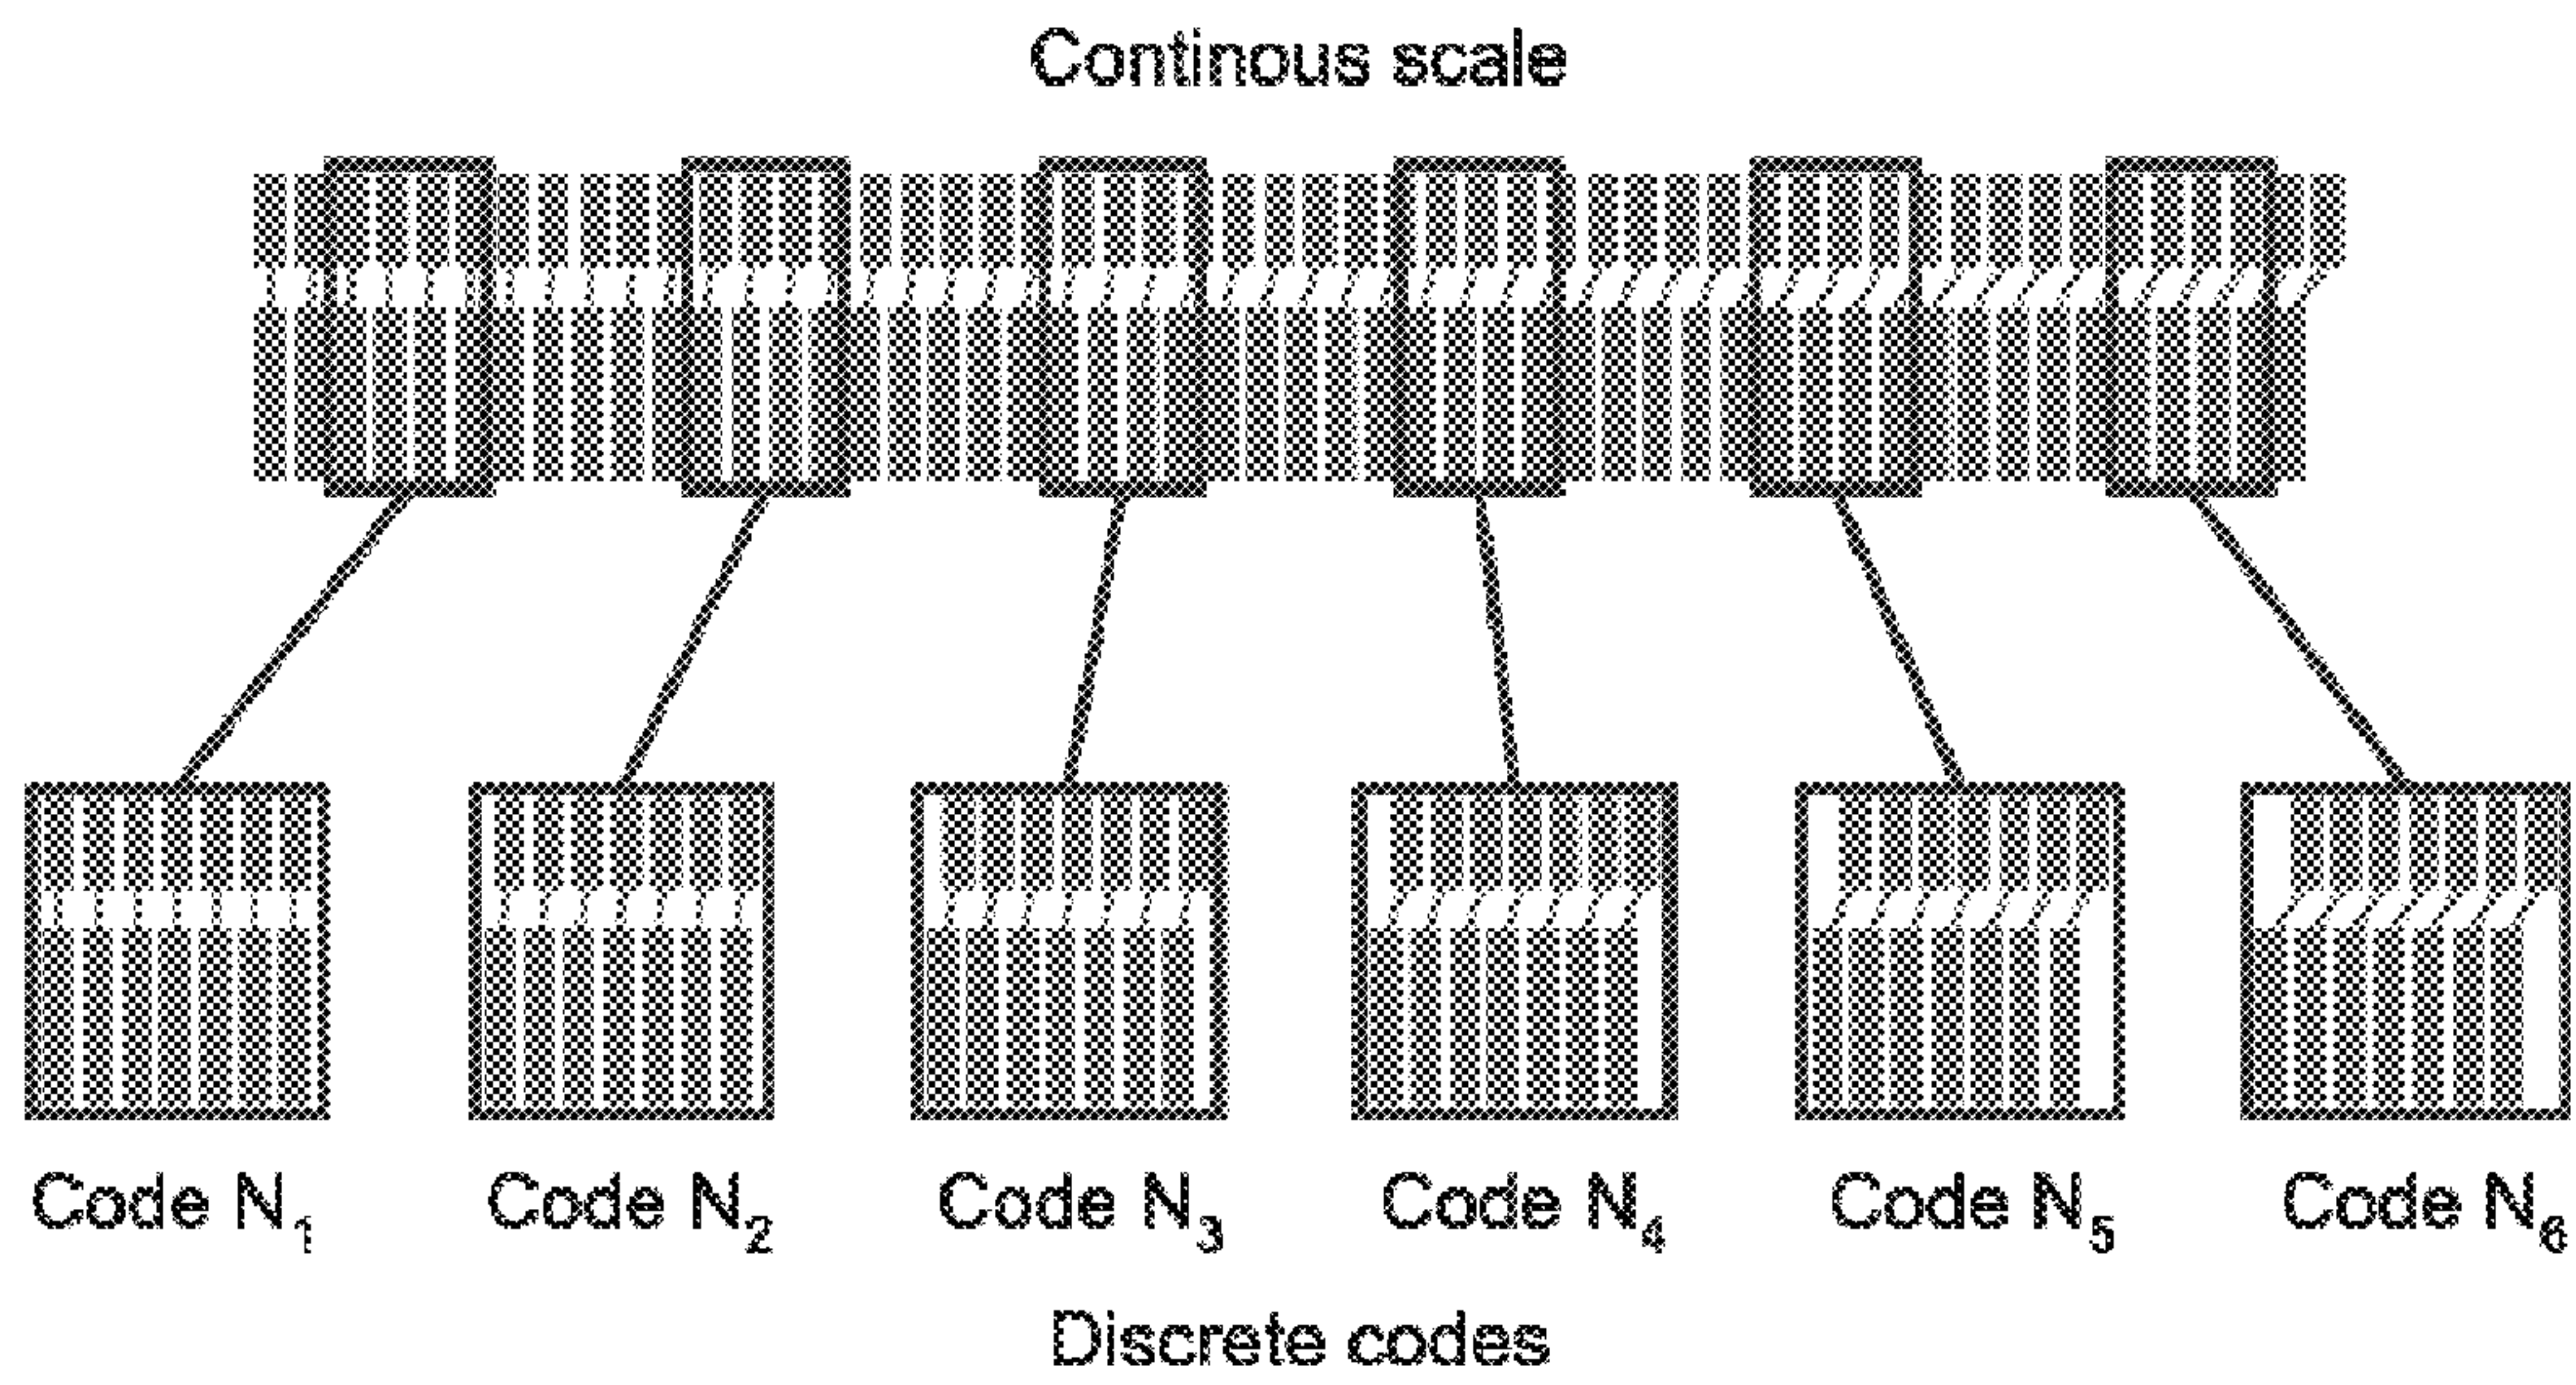 Continous scale
Code N₁ Code N₂ Code N₃ Code N₄ Code N₅ Code N₆
Discrete codes